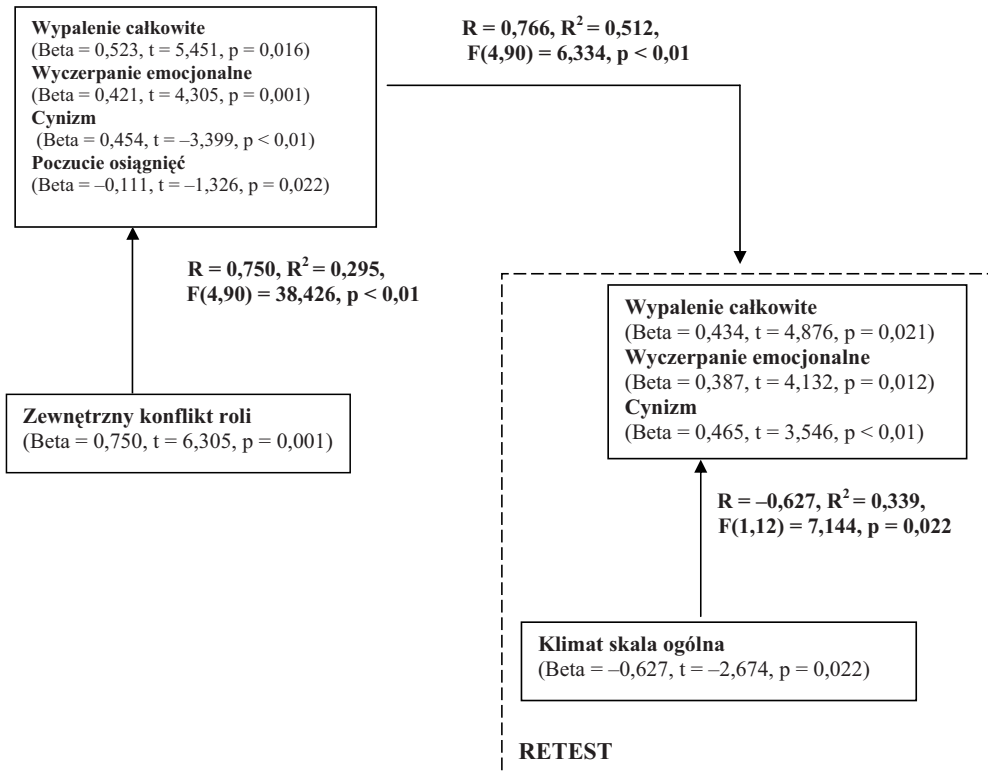 Wypalenie całkowite
(Beta = 0,523, t = 5,451, p = 0,016)
Wyczerpanie emocjonalne
(Beta = 0,421, t = 4,305, p = 0,001)
Cynizm
(Beta = 0,454, t = –3,399, p < 0,01)
Poczucie osiągnięć
(Beta = –0,111, t = –1,326, p = 0,022)
R = 0,766, R² = 0,512,
F(4,90) = 6,334, p < 0,01
R = 0,750, R² = 0,295,
F(4,90) = 38,426, p < 0,01
Zewnętrzny konflikt roli
(Beta = 0,750, t = 6,305, p = 0,001)
Wypalenie całkowite
(Beta = 0,434, t = 4,876, p = 0,021)
Wyczerpanie emocjonalne
(Beta = 0,387, t = 4,132, p = 0,012)
Cynizm
(Beta = 0,465, t = 3,546, p < 0,01)
R = –0,627, R² = 0,339,
F(1,12) = 7,144, p = 0,022
Klimat skala ogólna
(Beta = –0,627, t = –2,674, p = 0,022)
RETEST